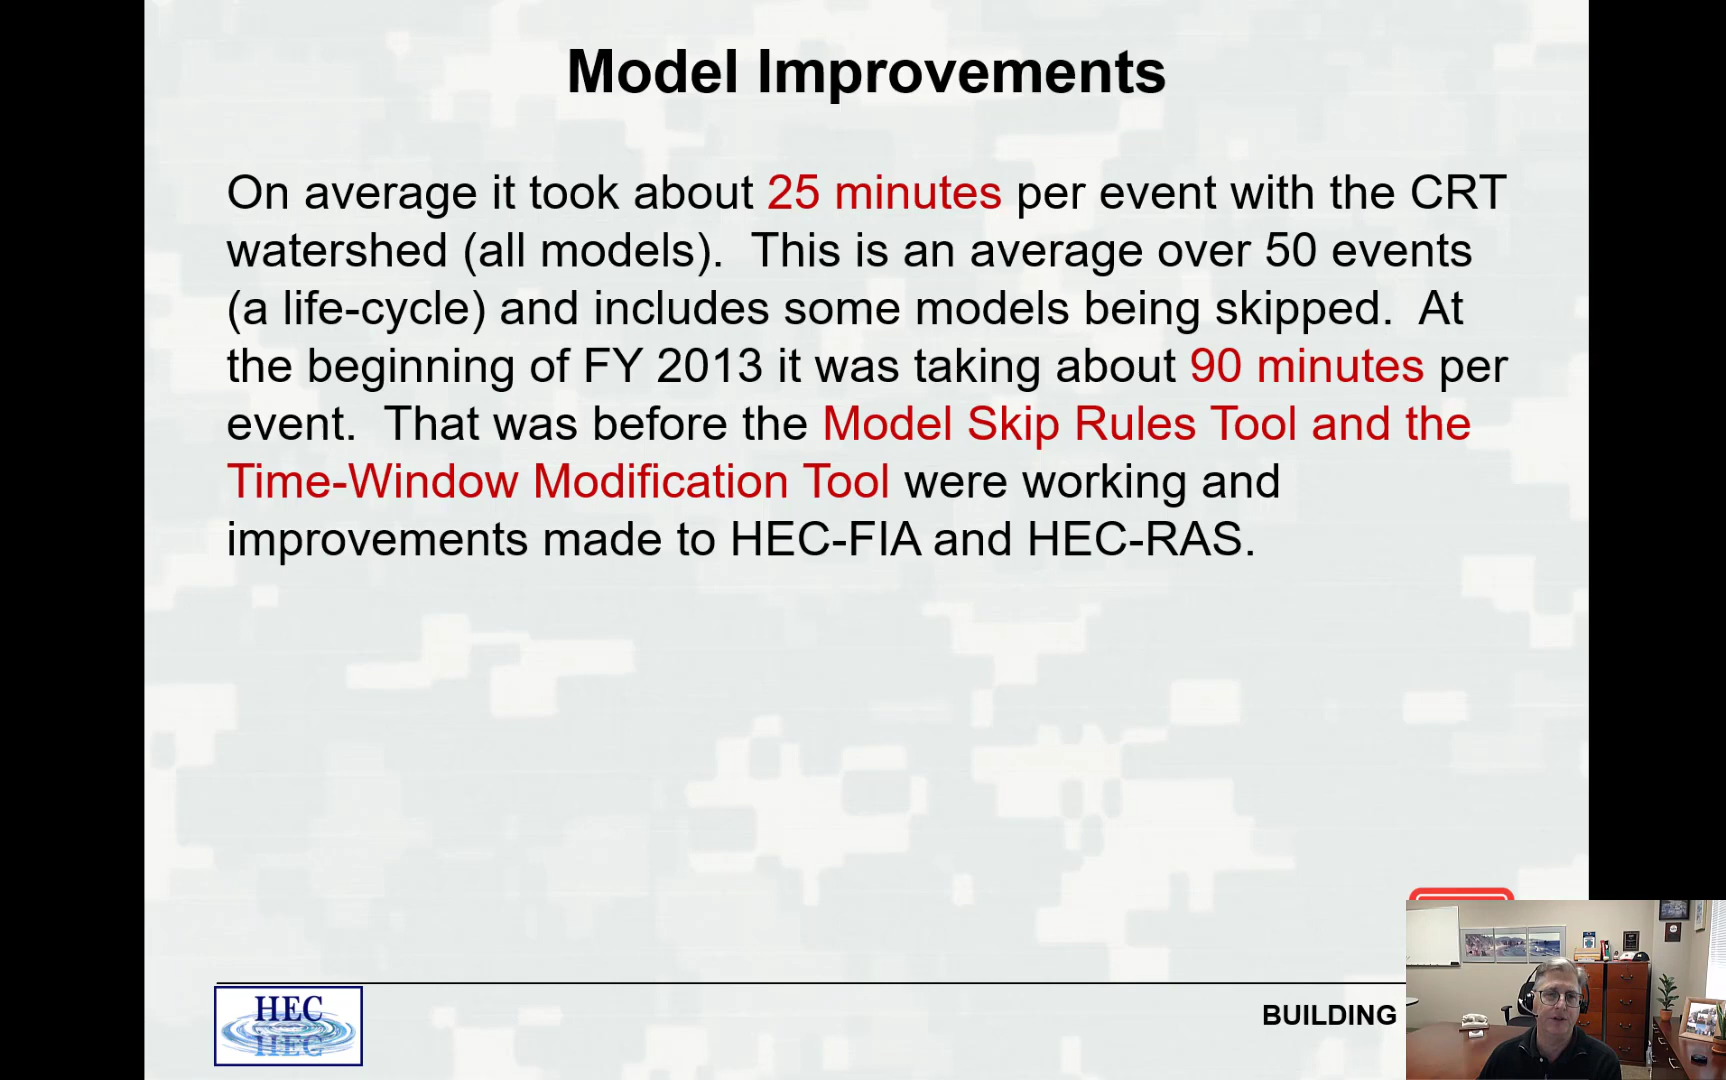 Model Improvements
On average it took about 25 minutes per event with the CRT
watershed (all models).  This is an average over 50 events
(a life-cycle) and includes some models being skipped.  At
the beginning of FY 2013 it was taking about 90 minutes per
event.  That was before the Model Skip Rules Tool and the
Time-Window Modification Tool were working and
improvements made to HEC-FIA and HEC-RAS.
HEC
HEC
BUILDING